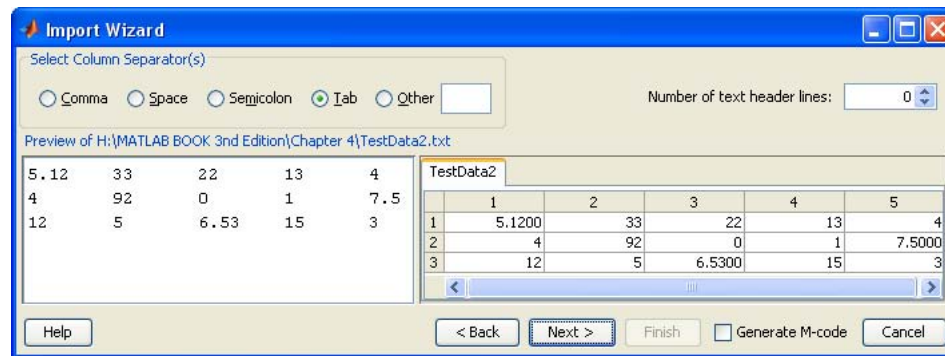 Import Wizard
Select Column Separator(s)
Comma Space Semicolon Tab Other
Number of text header lines: 0
Preview of H:\MATLAB BOOK 3nd Edition\Chapter 4\TestData2.txt
5.12 33 22 13 4
4 92 0 1 7.5
12 5 6.53 15 3
TestData2
1 2 3 4 5
1 5.1200 33 22 13 4
2 4 92 0 1 7.5000
3 12 5 6.5300 15 3
Help < Back Next > Finish Generate M-code Cancel